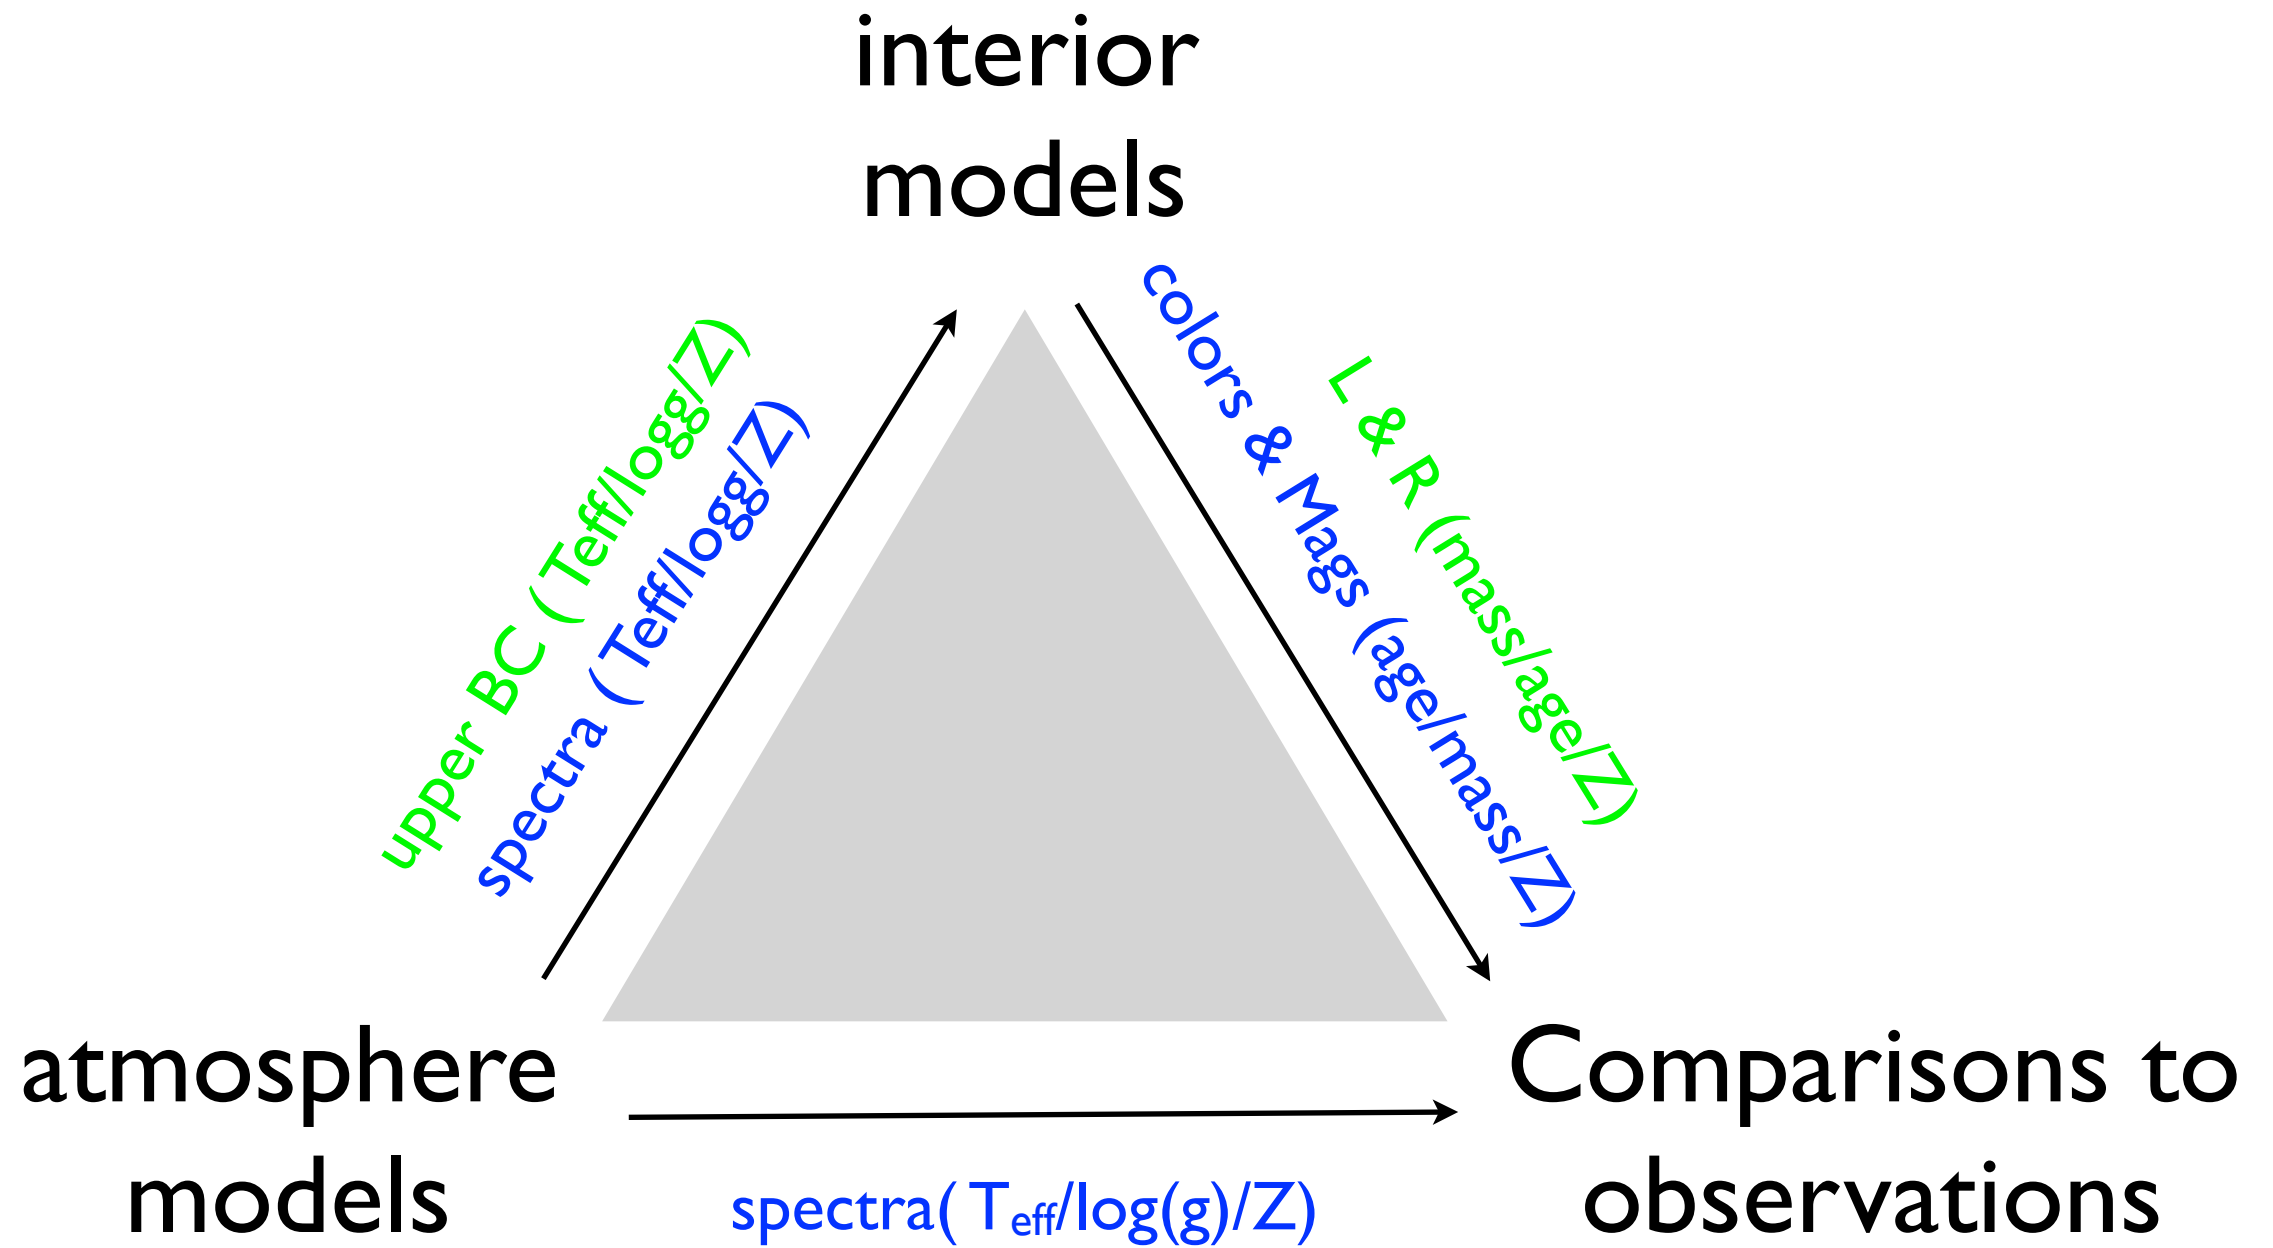 interior
models
upper BC (Teff/logg/Z)
spectra (Teff/logg/Z)
colors & Mags (age/mass/Z)
L & R (mass/age/Z)
atmosphere
models
Comparisons to
observations
spectra(Teff/log(g)/Z)